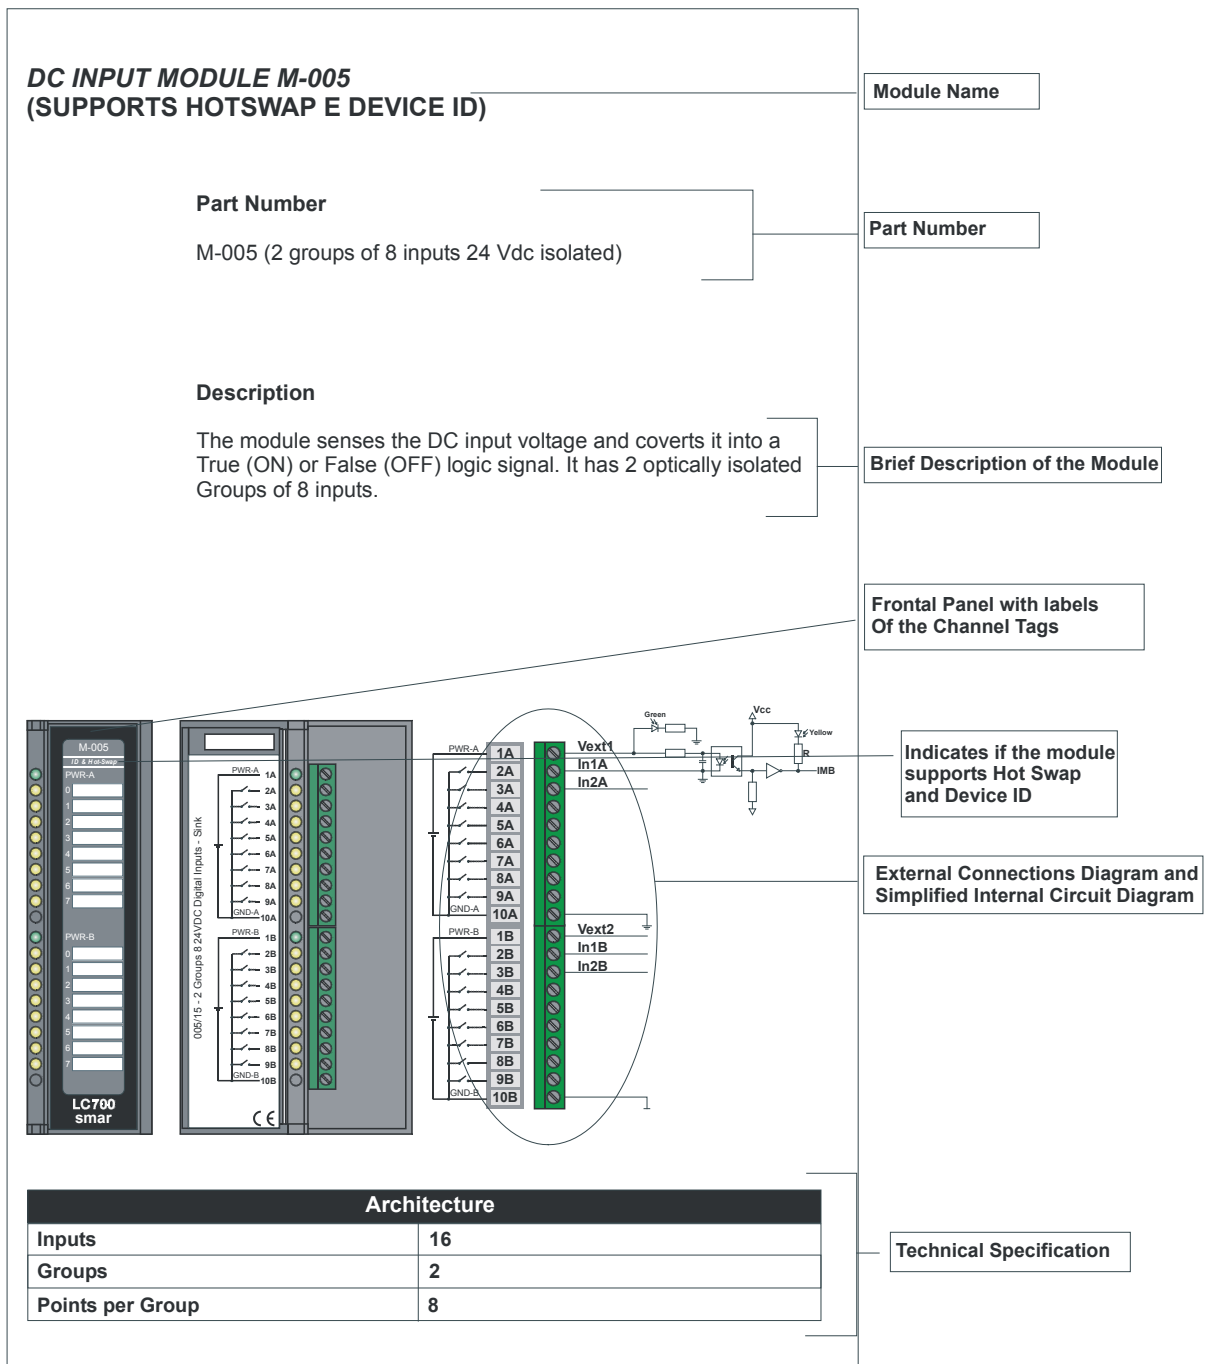 DC INPUT MODULE M-005
(SUPPORTS HOTSWAP E DEVICE ID)
Module Name
Part Number
M-005 (2 groups of 8 inputs 24 Vdc isolated)
Part Number
Description
The module senses the DC input voltage and coverts it into a
True (ON) or False (OFF) logic signal. It has 2 optically isolated
Groups of 8 inputs.
Brief Description of the Module
Frontal Panel with labels
Of the Channel Tags
Indicates if the module
supports Hot Swap
and Device ID
External Connections Diagram and
Simplified Internal Circuit Diagram
M-005
ID & Hot-Swap
PWR-A
0
1
2
3
4
5
6
7
PWR-B
0
1
2
3
4
5
6
7
LC700
smar
005/15 - 2 Groups 8 24VDC Digital Inputs - Sink
PWR-A
1A
2A
3A
4A
5A
6A
7A
8A
9A
GND-A
10A
PWR-B
1B
2B
3B
4B
5B
6B
7B
8B
9B
GND-B
10B
CE
PWR-A
1A
2A
3A
4A
5A
6A
7A
8A
9A
GND-A
10A
PWR-B
1B
2B
3B
4B
5B
6B
7B
8B
9B
GND-B
10B
Vext1
In1A
In2A
Vext2
In1B
In2B
Green
Vcc
Yellow
R
IMB
Architecture
Inputs 16
Groups 2
Points per Group 8
Technical Specification